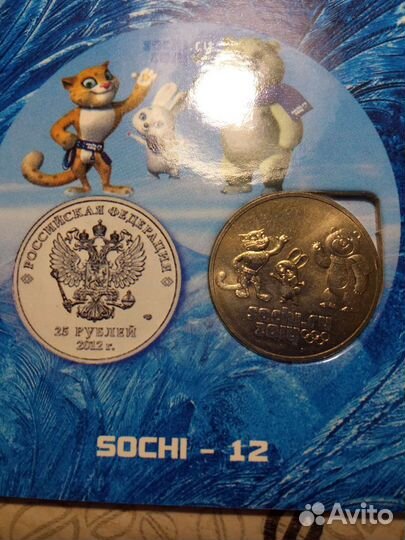 РОССИЙСКАЯ ФЕДЕРАЦИЯ
25 РУБЛЕЙ
2012 г.
SOCHI - 12
Avito